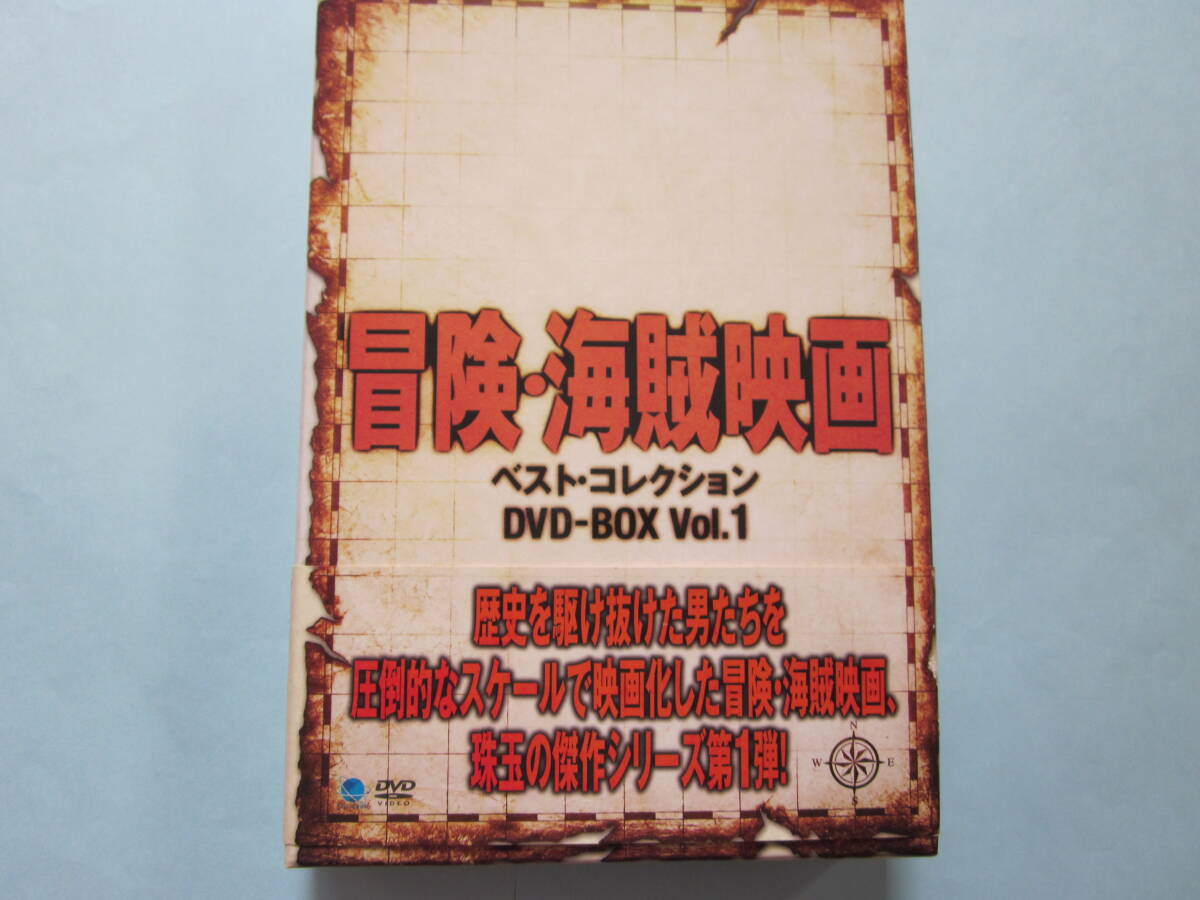 冒険・海賊映画
ベスト・コレクション
DVD-BOX Vol.1
歴史を駆け抜けた男たちを
圧倒的なスケールで映画化した冒険・海賊映画、
珠玉の傑作シリーズ第1弾!
N
W E
S
DVD
VIDEO